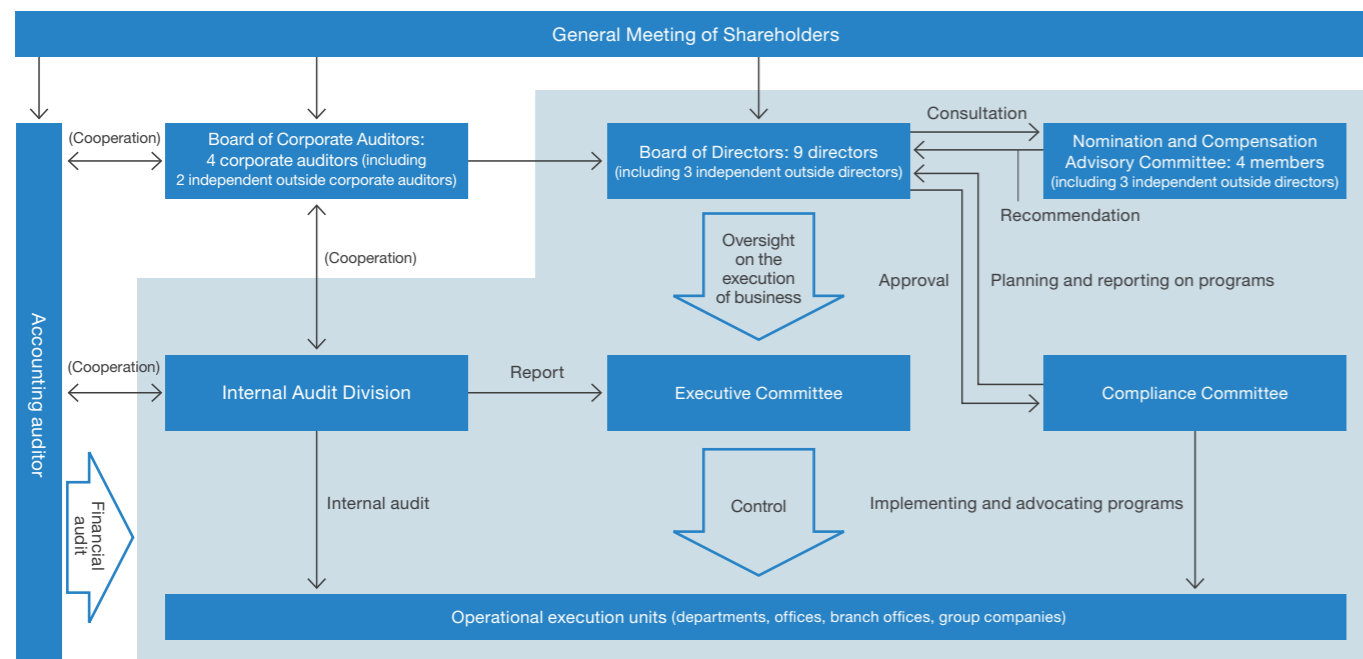 General Meeting of Shareholders
(Cooperation)
Board of Corporate Auditors:
4 corporate auditors (including
2 independent outside corporate auditors)
Board of Directors: 9 directors
(including 3 independent outside directors)
Consultation
Nomination and Compensation
Advisory Committee: 4 members
(including 3 independent outside directors)
Recommendation
(Cooperation)
Oversight
on the
execution
of business
Approval
Planning and reporting on programs
Accounting auditor
(Cooperation)
Internal Audit Division
Report
Executive Committee
Compliance Committee
Financial
audit
Internal audit
Control
Implementing and advocating programs
Operational execution units (departments, offices, branch offices, group companies)